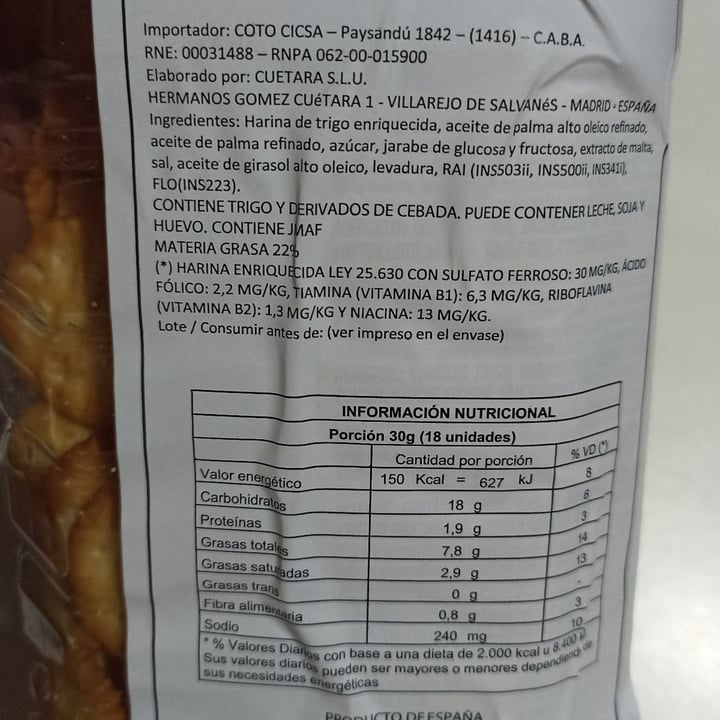 Importador: COTO CICSA – Paysandú 1842 – (1416) – C.A.B.A.
RNE: 00031488 – RNPA 062-00-015900
Elaborado por: CUETARA S.L.U.
HERMANOS GOMEZ CUéTARA 1 - VILLAREJO DE SALVANéS - MADRID - ESPAÑA
Ingredientes: Harina de trigo enriquecida, aceite de palma alto oleico refinado,
aceite de palma refinado, azúcar, jarabe de glucosa y fructosa, extracto de malta,
sal, aceite de girasol alto oleico, levadura, RAI (INS503ii, INS500ii, INS341i),
FLO(INS223).
CONTIENE TRIGO Y DERIVADOS DE CEBADA. PUEDE CONTENER LECHE, SOJA Y
HUEVO. CONTIENE JMAF
MATERIA GRASA 22%
(*) HARINA ENRIQUECIDA LEY 25.630 CON SULFATO FERROSO: 30 MG/KG, ÁCIDO
FÓLICO: 2,2 MG/KG, TIAMINA (VITAMINA B1): 6,3 MG/KG, RIBOFLAVINA
(VITAMINA B2): 1,3 MG/KG Y NIACINA: 13 MG/KG.
Lote / Consumir antes de: (ver impreso en el envase)
INFORMACIÓN NUTRICIONAL
Porción 30g (18 unidades)
Cantidad por porción % VD (*)
Valor energético 150 Kcal = 627 kJ 8
Carbohidratos 18 g 6
Proteínas 1,9 g 3
Grasas totales 7,8 g 14
Grasas saturadas 2,9 g 13
Grasas trans 0 g -
Fibra alimentaria 0,8 g 3
Sodio 240 mg 10
* % Valores Diarios con base a una dieta de 2.000 kcal u 8.400
Sus valores diarios pueden ser mayores o menores dependiendo de
sus necesidades energéticas
PRODUCTO DE ESPAÑA